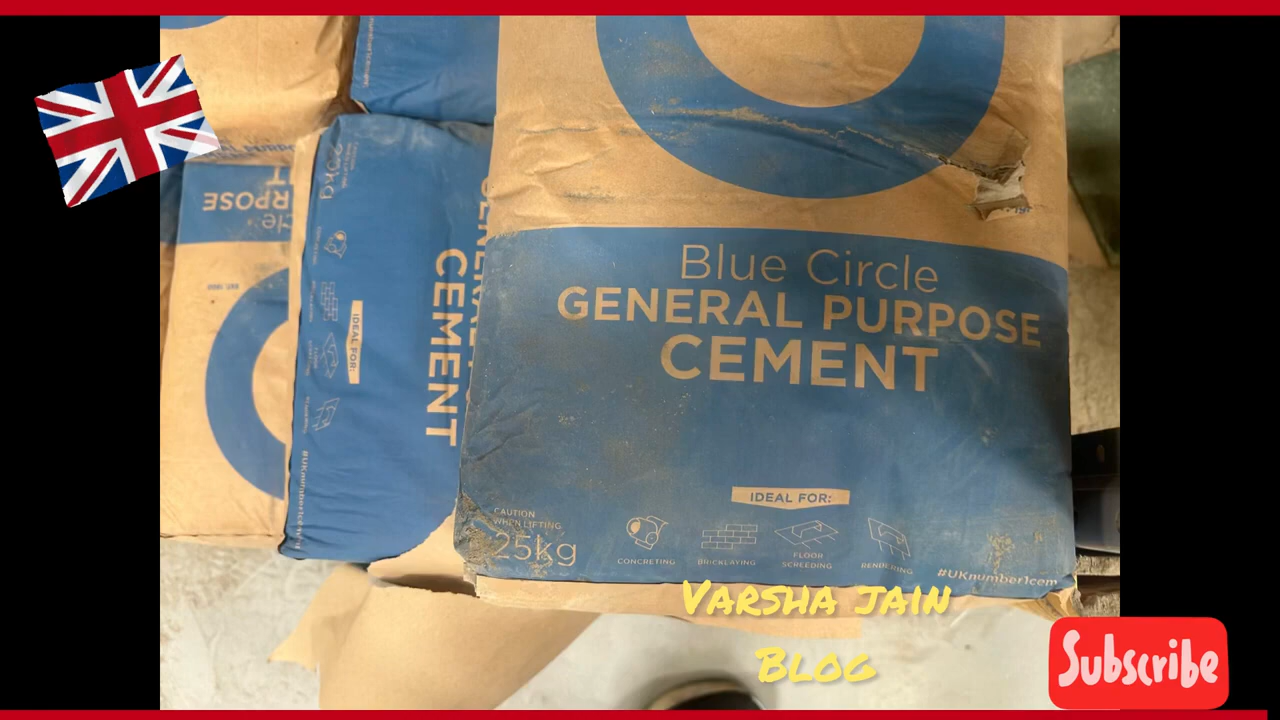 Blue Circle
GENERAL PURPOSE
CEMENT
IDEAL FOR:
CAUTION
WHEN LIFTING
25kg
CONCRETING
BRICKLAYING
FLOOR
SCREEDING
RENDERING
#UKnumber1cem
CEMENT
IDEAL FOR:
RPOSE
VARSHA JAIN
BLOG
Subscribe